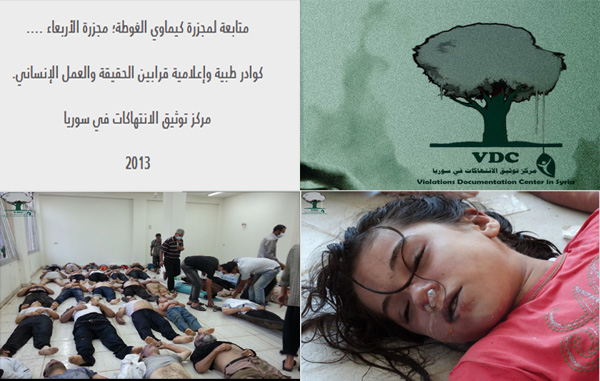 متابعة لمجزرة كيماوي الغوطة؛ مجزرة الأربعاء ....
كوادر طبية وإعلامية قرابين الحقيقة والعمل الإنساني.
مركز توثيق الانتهاكات في سوريا
2013
VDC
مركز توثيق الانتهاكات في سوريا
Violations Documentation Center in Syria